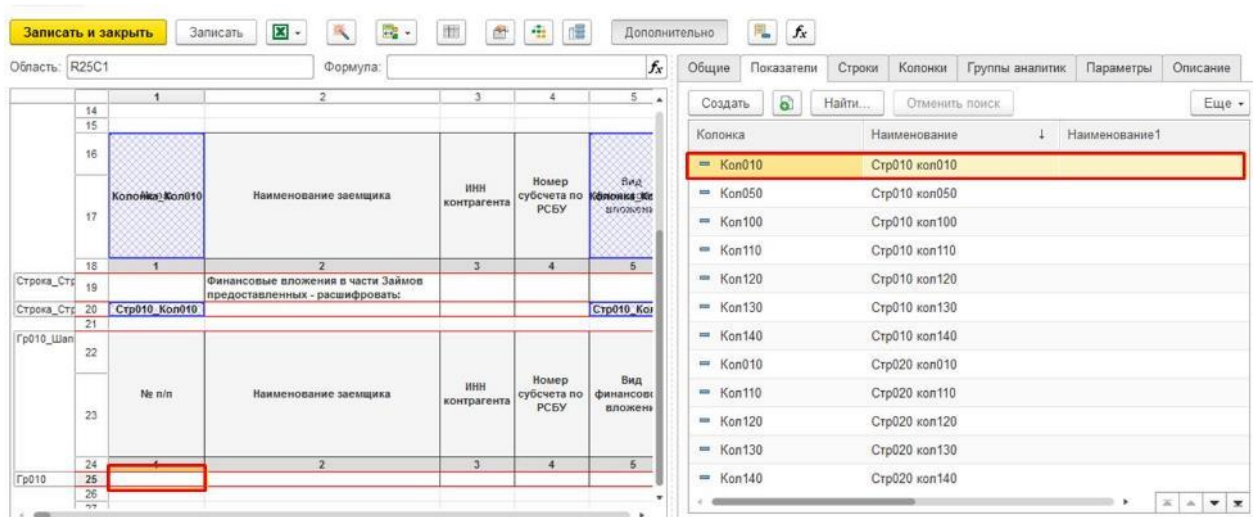 Записать и закрыть Записать Дополнительно fx
Область: R25C1 Формула: fx
Общие Показатели Строки Колонки Группы аналитик Параметры Описание
Создать Найти... Отменить поиск Еще
Колонка Наименование ↓ Наименование1
Кол010 Стр010 кол010
Кол050 Стр010 кол050
Кол100 Стр010 кол100
Кол110 Стр010 кол110
Кол120 Стр010 кол120
Кол130 Стр010 кол130
Кол140 Стр010 кол140
Кол010 Стр020 кол010
Кол110 Стр020 кол110
Кол120 Стр020 кол120
Кол130 Стр020 кол130
Кол140 Стр020 кол140
1 2 3 4 5
14
15
16
17
Колонка_Кол010 Наименование заемщика
ИНН контрагента
Номер субсчета по РСБУ
18 1 2 3 4 5
Строка_Стр 19 Финансовые вложения в части Займов
предоставленных - расшифровать:
Строка_Стр 20 Стр010_Кол010 Стр010_Кол
21
Гр010_Шап
22
23
№ п/п Наименование заемщика
ИНН контрагента
Номер субсчета по РСБУ
Вид финансово вложени
24 1 2 3 4 5
Гр010 25
26
27